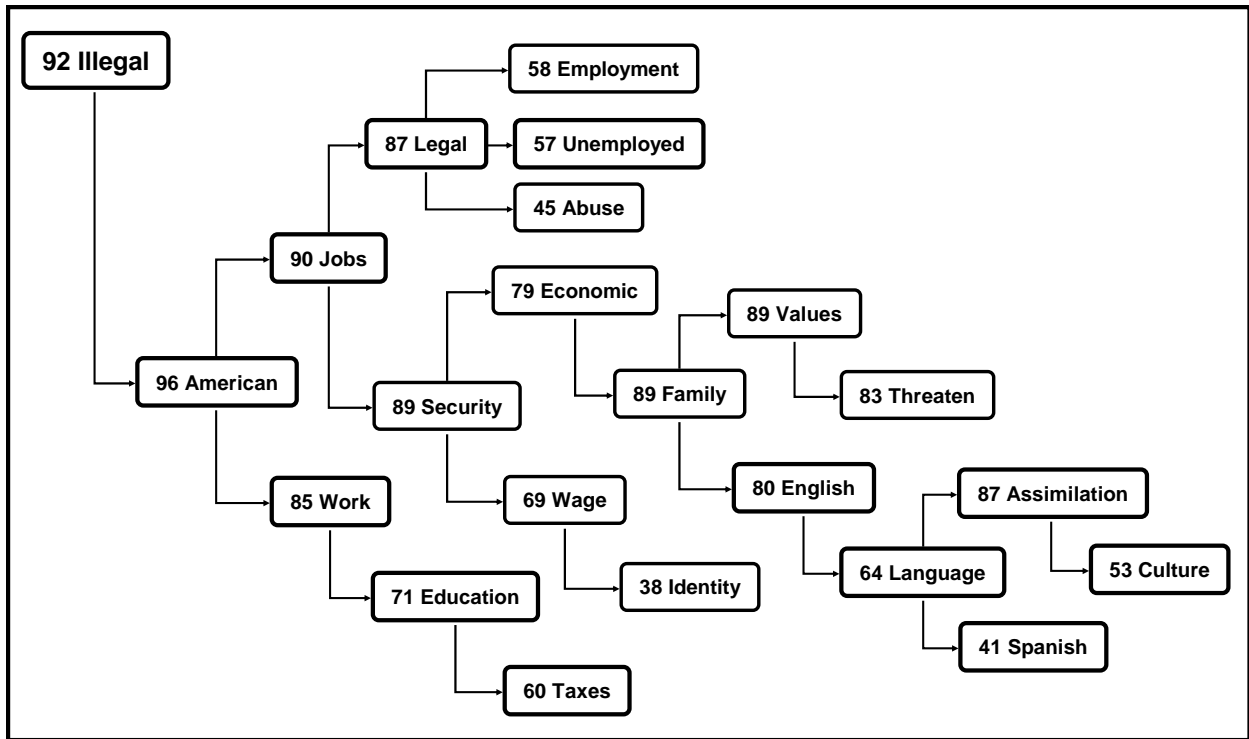 92 Illegal
58 Employment
87 Legal
57 Unemployed
45 Abuse
90 Jobs
79 Economic
89 Values
96 American
89 Security
89 Family
83 Threaten
85 Work
69 Wage
80 English
87 Assimilation
71 Education
38 Identity
64 Language
53 Culture
41 Spanish
60 Taxes